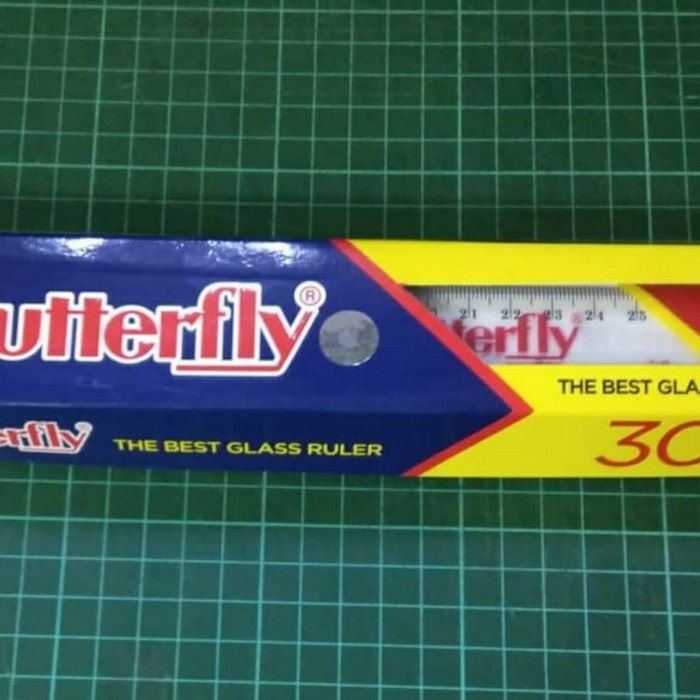 utterfly®
21 22 23 24 25
terfly®
THE BEST GLA
erfly
THE BEST GLASS RULER
30